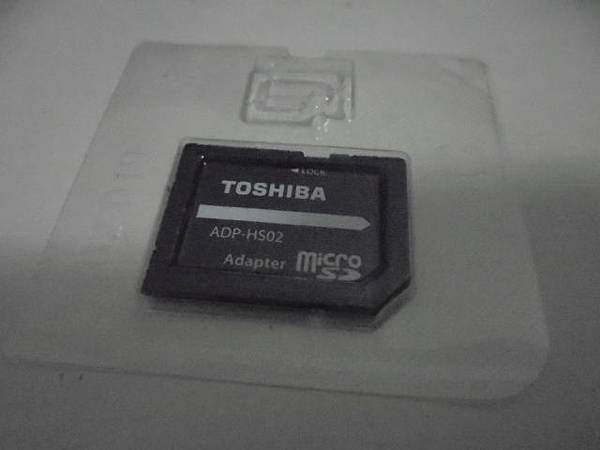 ◄LOCK
TOSHIBA
ADP-HS02
Adapter micro SD